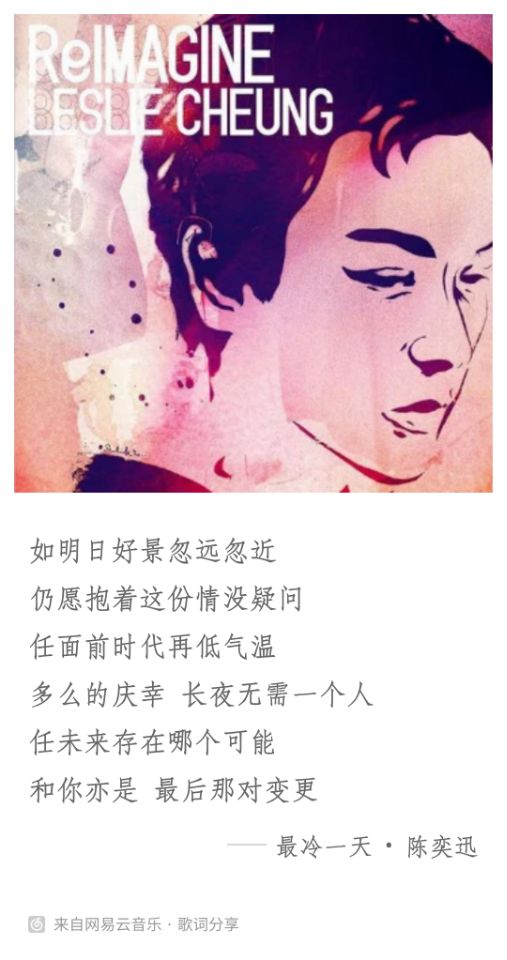 ReIMAGINE
LESLIE CHEUNG
如明日好景忽远忽近
仍愿抱着这份情没疑问
任面前时代再低气温
多么的庆幸 长夜无需一个人
任未来存在哪个可能
和你亦是 最后那对变更
—— 最冷一天 • 陈奕迅
来自网易云音乐 · 歌词分享